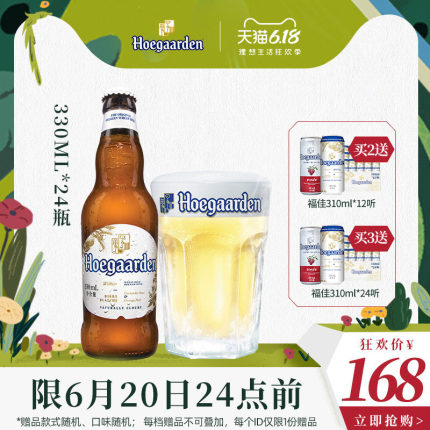 Hoegaarden
天猫6.18
理想生活狂欢季
330ML*24瓶
Hoegaarden
Hoegaarden
NATURALLY CLOUDY
买2送
福佳310ml*12听
买3送
福佳310ml*24听
限6月20日24点前
*赠品款式随机、口味随机； 每档赠品不可叠加，每个ID仅限1份赠品
狂欢价¥
168
立即抢购>